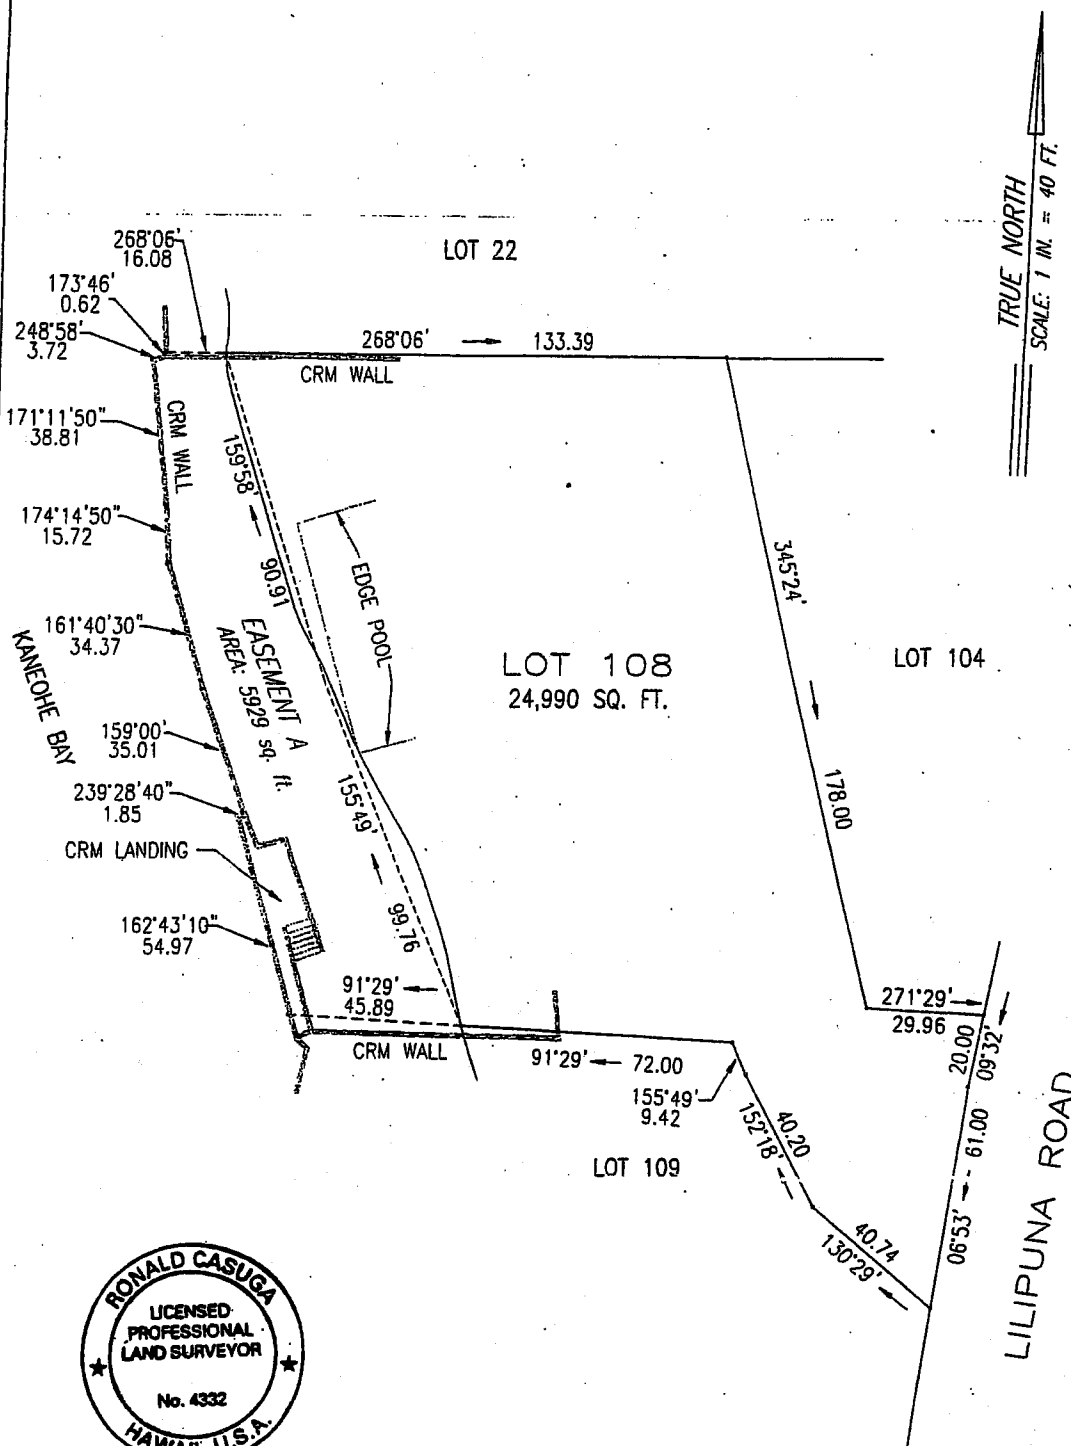 TRUE NORTH
SCALE: 1 IN. = 40 FT.
LOT 22
268°06'
16.08
173°46'
0.62
248°58'
3.72
268°06' 133.39
CRM WALL
171°11'50"
38.81
CRM WALL
159°58'
90.91
174°14'50"
15.72
EDGE POOL
345°24'
178.00
161°40'30"
34.37
KANEOHE BAY
EASEMENT A
AREA: 5929 sq. ft.
LOT 108
24,990 SQ. FT.
LOT 104
159°00'
35.01
239°28'40"
1.85
155°49'
99.76
CRM LANDING
162°43'10"
54.97
91°29'
45.89
CRM WALL
91°29' 72.00
271°29'
29.96
20.00
09°32'
155°49'
9.42
40.20
152°18'
61.00
06°53'
LOT 109
40.74
130°29'
LILIPUNA ROAD
RONALD CASUGA
LICENSED
PROFESSIONAL
LAND SURVEYOR
No. 4332
HAWAII, U.S.A.